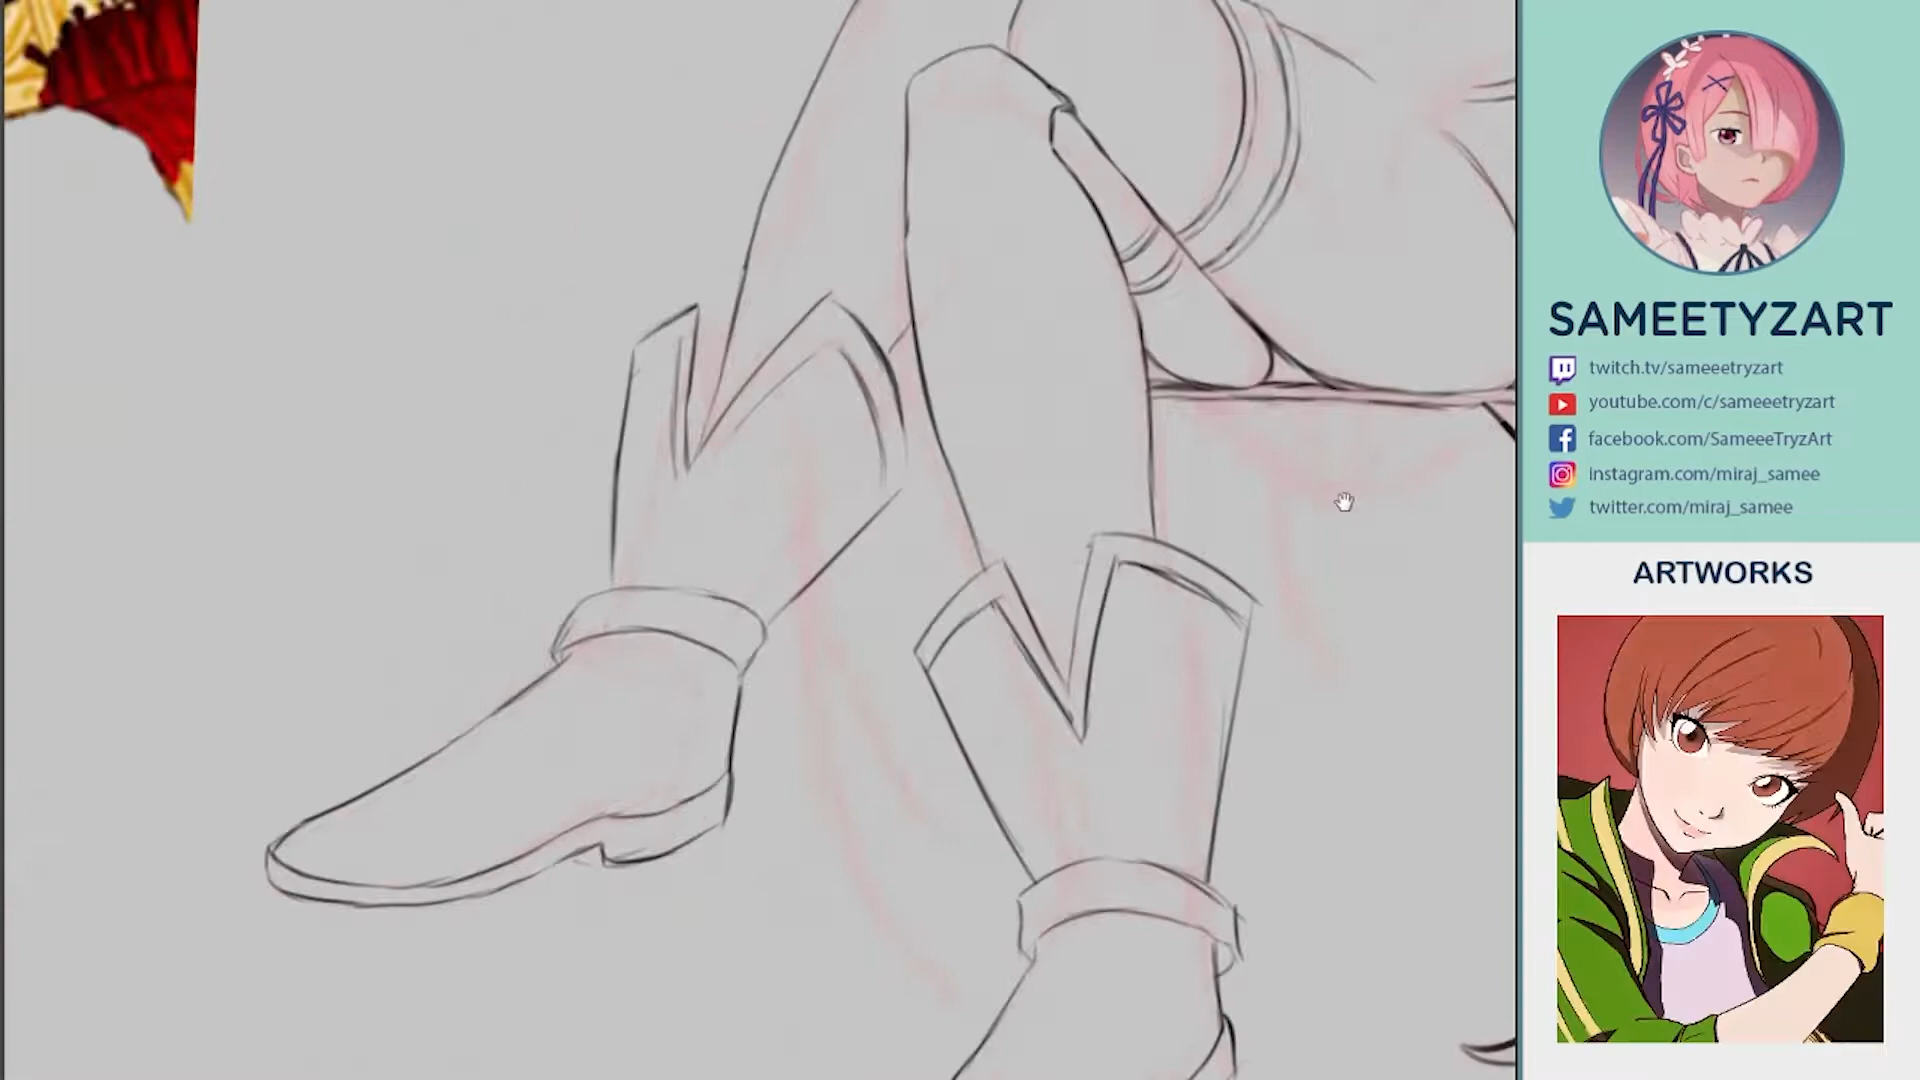 SAMEETYZART
twitch.tv/sameeetryzart
youtube.com/c/sameeetryzart
facebook.com/SameeeTryzArt
instagram.com/miraj_samee
twitter.com/miraj_samee
ARTWORKS